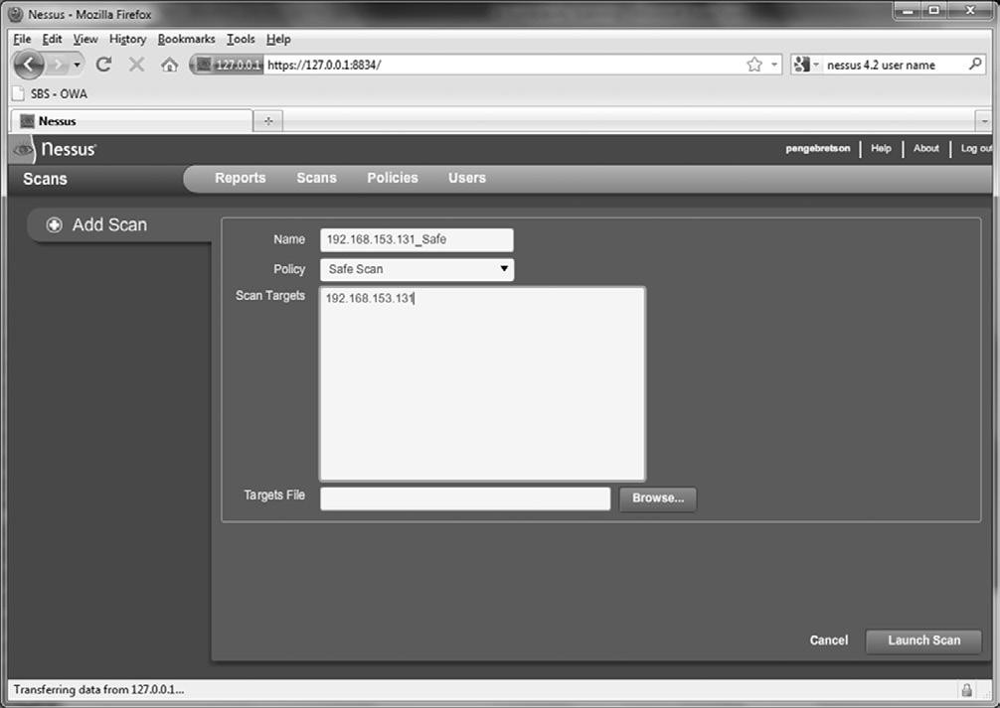 Nessus - Mozilla Firefox
File Edit View History Bookmarks Tools Help
127.0.0.1 https://127.0.0.1:8834/ nessus 4.2 user name
SBS - OWA
Nessus
Nessus pengebretson Help About Log out
Scans Reports Scans Policies Users
Add Scan
Name 192.168.153.131_Safe
Policy Safe Scan
Scan Targets 192.168.153.131
Targets File Browse...
Cancel Launch Scan
Transferring data from 127.0.0.1...